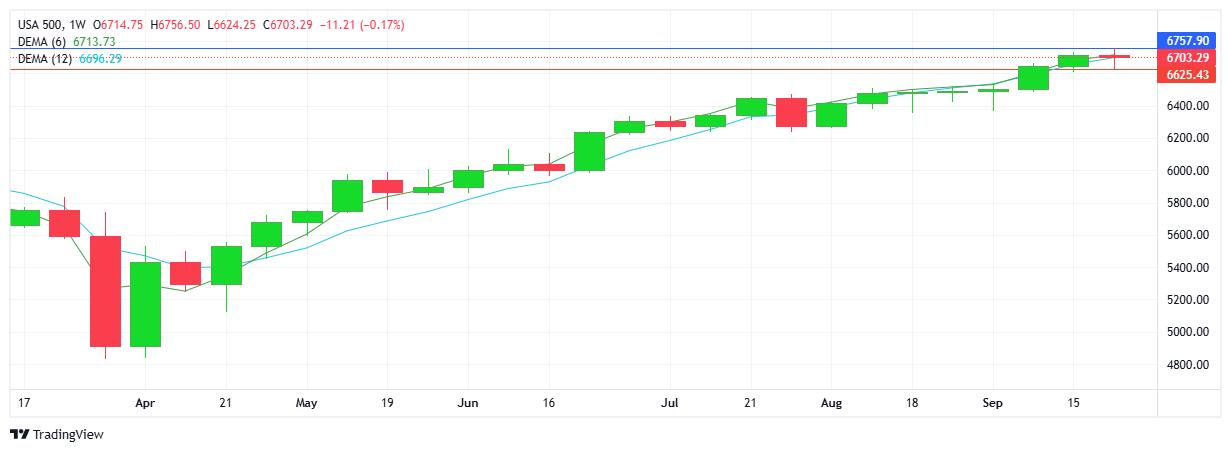 USA 500, 1W O6714.75 H6756.50 L6624.25 C6703.29 −11.21 (−0.17%)
DEMA (6) 6713.73
DEMA (12) 6696.29
6757.90
6703.29
6625.43
6400.00
6200.00
6000.00
5800.00
5600.00
5400.00
5200.00
5000.00
4800.00
17 Apr 21 May 19 Jun 16 Jul 21 Aug 18 Sep 15
TradingView